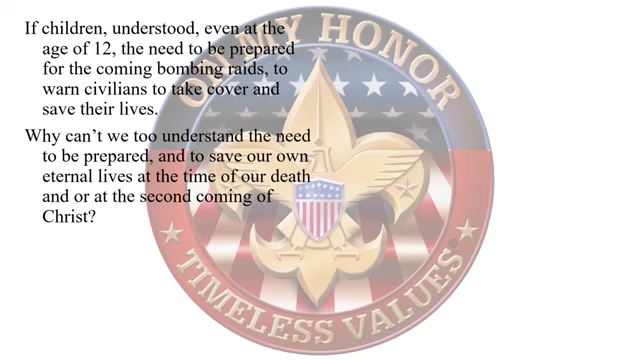 If children, understood, even at the
age of 12, the need to be prepared
for the coming bombing raids, to
warn civilians to take cover and
save their lives.
Why can't we too understand the need
to be prepared, and to save our own
eternal lives at the time of our death
and or at the second coming of
Christ?
ON MY HONOR
TIMELESS VALUES®